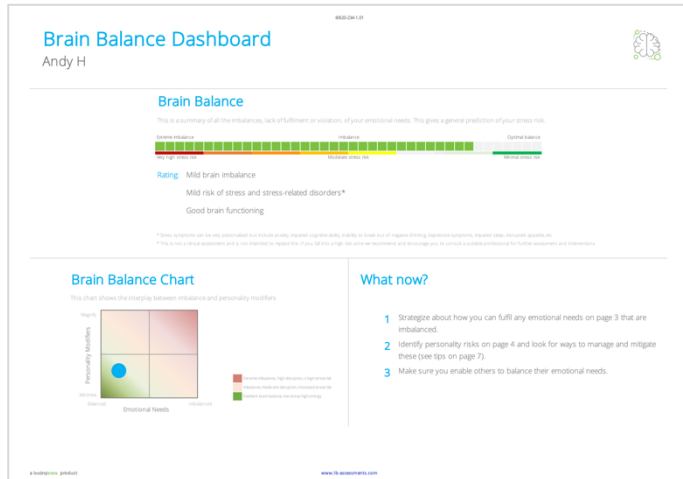 Brain Balance Dashboard
Andy H
Brain Balance
This is a summary of all the imbalances, lack of fulfilment or violation, of your emotional needs. This gives a general prediction of your stress risk.
Extreme imbalance
Imbalance
Optimal balance
Very high stress risk
Moderate stress risk
Minimal stress risk
Rating: Mild brain imbalance
Mild risk of stress and stress-related disorders*
Good brain functioning
Brain Balance Chart
This chart shows the interplay between imbalance and personality modifiers
Magnify
Personality Modifiers
Minimise
Balanced
Imbalanced
Emotional Needs
What now?
1 Strategize about how you can fulfil any emotional needs on page 3 that are
imbalanced.
2 Identify personality risks on page 4 and look for ways to manage and mitigate
these (see tips on page 7).
3 Make sure you enable others to balance their emotional needs.
product
www.tlb-assessments.com